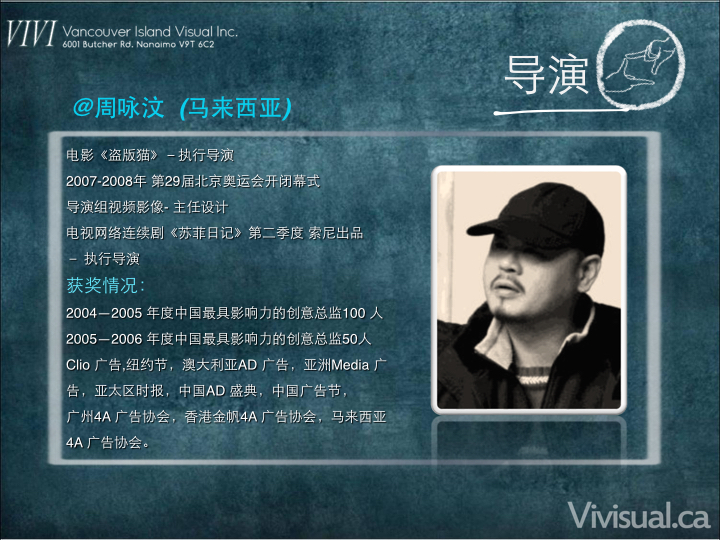 VIVI Vancouver Island Visual Inc.
6001 Butcher Rd. Nanaimo V9T 6C2
导演
@周咏汶 (马来西亚)
电影《盗版猫》 – 执行导演
2007-2008年 第29届北京奥运会开闭幕式
导演组视频影像- 主任设计
电视网络连续剧《苏菲日记》第二季度 索尼出品
– 执行导演
获奖情况：
2004—2005 年度中国最具影响力的创意总监100 人
2005—2006 年度中国最具影响力的创意总监50人
Clio 广告,纽约节，澳大利亚AD 广告，亚洲Media 广
告，亚太区时报，中国AD 盛典，中国广告节，
广州4A 广告协会，香港金帆4A 广告协会，马来西亚
4A 广告协会。
Vivisual.ca